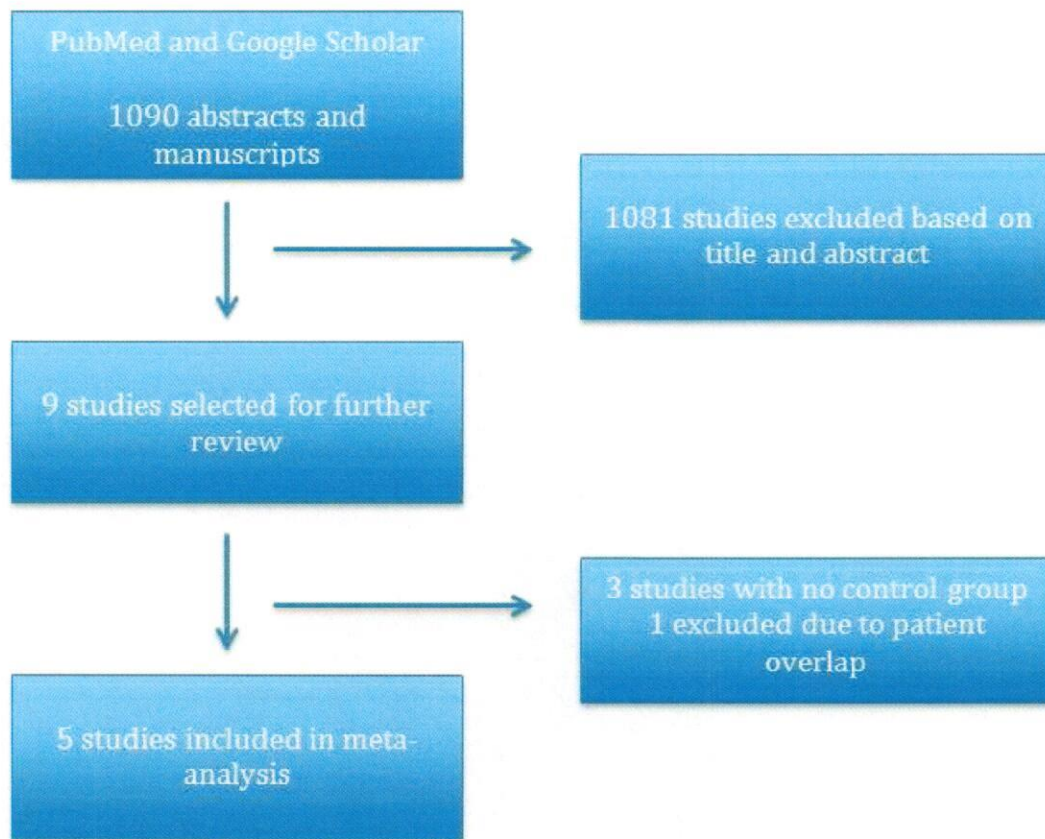 PubMed and Google Scholar
1090 abstracts and
manuscripts
1081 studies excluded based on
title and abstract
9 studies selected for further
review
3 studies with no control group
1 excluded due to patient
overlap
5 studies included in meta-
analysis